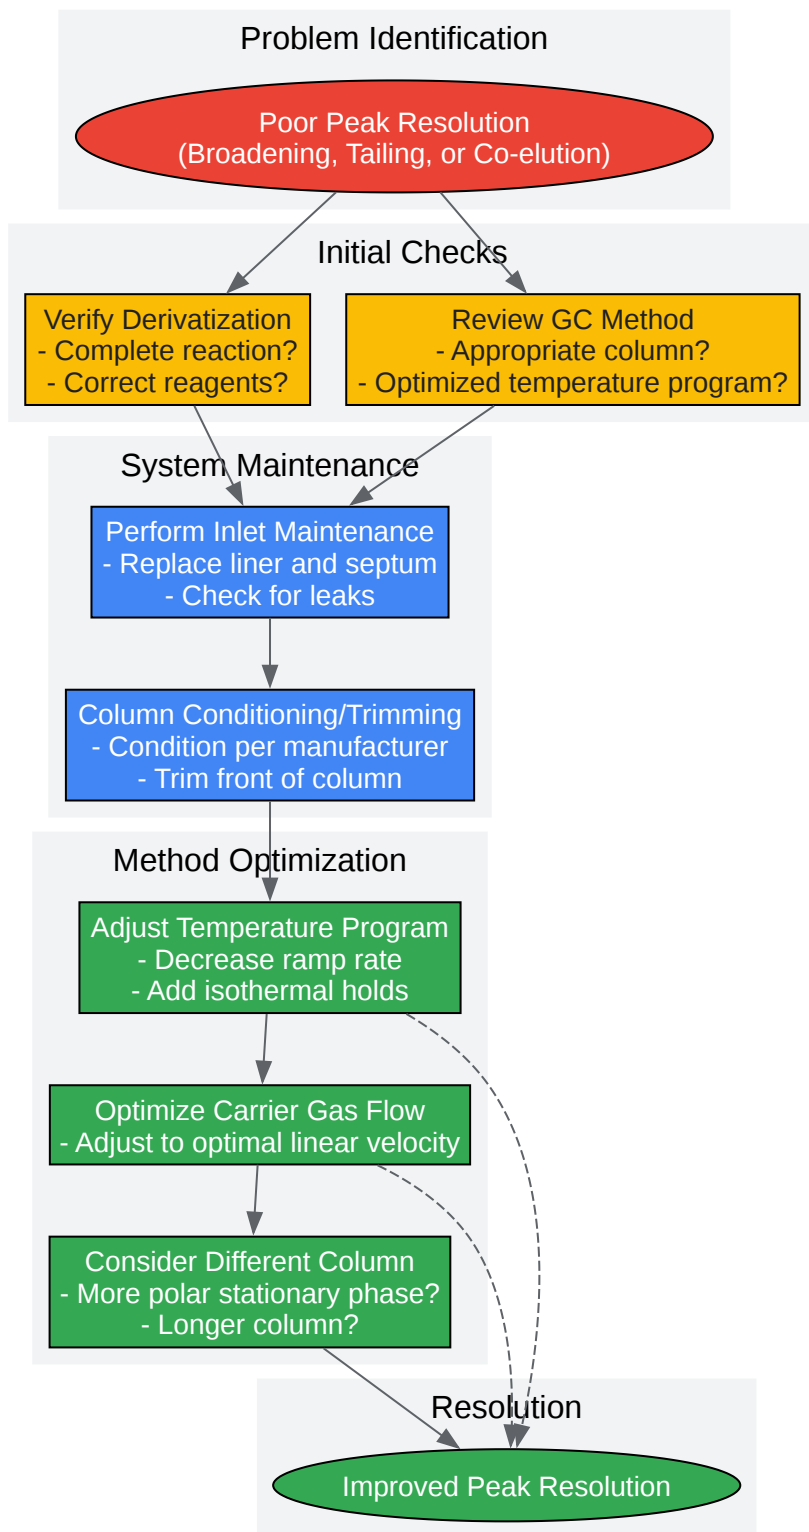 Problem Identification
Poor Peak Resolution
(Broadening, Tailing, or Co-elution)
Initial Checks
Verify Derivatization
- Complete reaction?
- Correct reagents?
Review GC Method
- Appropriate column?
- Optimized temperature program?
System Maintenance
Perform Inlet Maintenance
- Replace liner and septum
- Check for leaks
Column Conditioning/Trimming
- Condition per manufacturer
- Trim front of column
Method Optimization
Adjust Temperature Program
- Decrease ramp rate
- Add isothermal holds
Optimize Carrier Gas Flow
- Adjust to optimal linear velocity
Consider Different Column
- More polar stationary phase?
- Longer column?
Resolution
Improved Peak Resolution